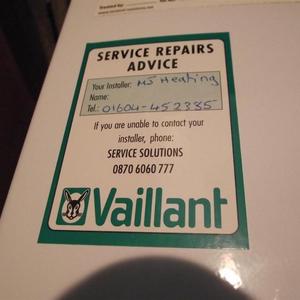 SERVICE REPAIRS
ADVICE
Your Installer: MJ Heating
Name:
Tel.: 01604-452385
If you are unable to contact your
installer, phone:
SERVICE SOLUTIONS
0870 6060 777
Vaillant